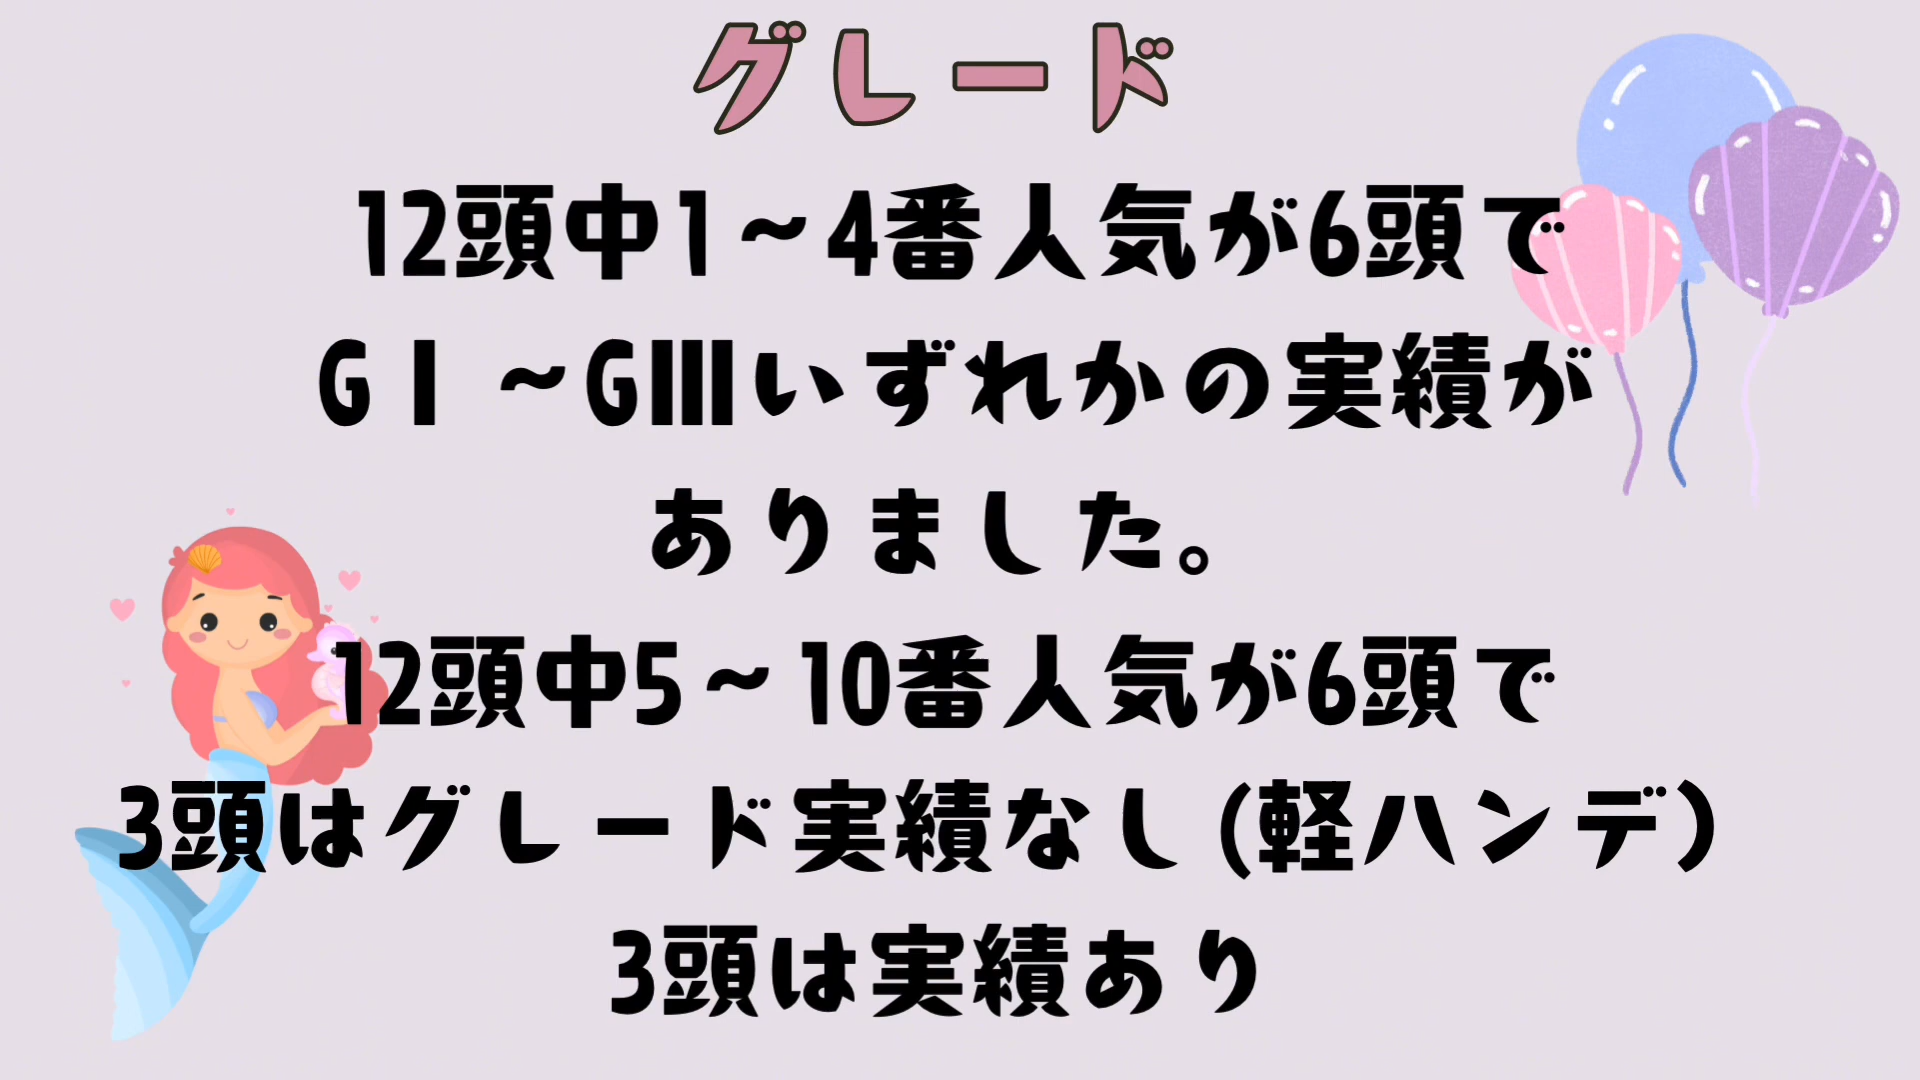 グレード
12頭中1～4番人気が6頭で
GⅠ～GⅢいずれかの実績が
ありました。
12頭中5～10番人気が6頭で
3頭はグレード実績なし(軽ハンデ)
3頭は実績あり